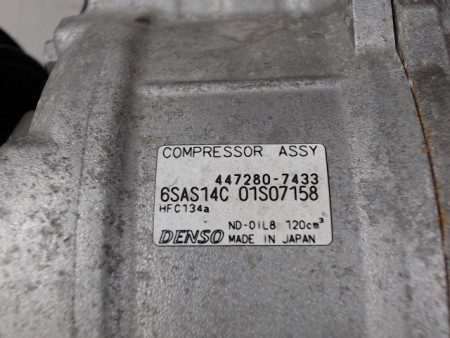 COMPRESSOR ASSY
447280-7433
6SAS14C 01S07158
HFC134a
ND-OIL8 120cm³
DENSO MADE IN JAPAN